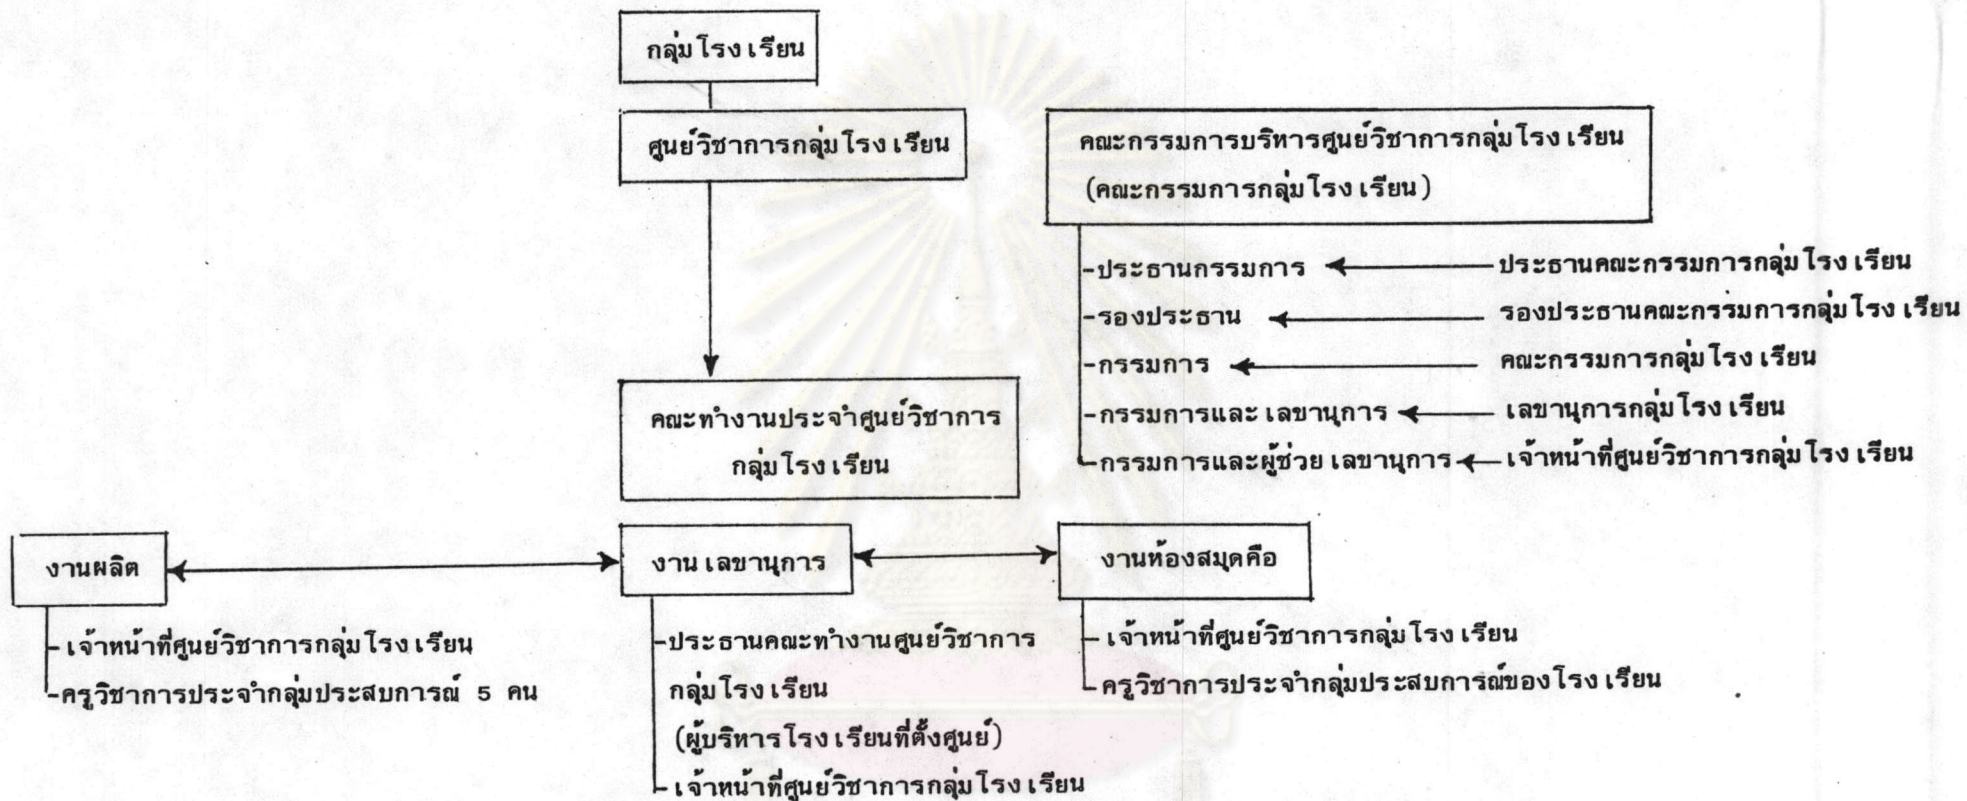 กลุ่มโรงเรียน
ศูนย์วิชาการกลุ่มโรงเรียน
คณะกรรมการบริหารศูนย์วิชาการกลุ่มโรงเรียน
(คณะกรรมการกลุ่มโรงเรียน)
-ประธานกรรมการ ประธานคณะกรรมการกลุ่มโรงเรียน
-รองประธาน รองประธานคณะกรรมการกลุ่มโรงเรียน
-กรรมการ คณะกรรมการกลุ่มโรงเรียน
-กรรมการและเลขานุการ เลขานุการกลุ่มโรงเรียน
-กรรมการและผู้ช่วยเลขานุการ เจ้าหน้าที่ศูนย์วิชาการกลุ่มโรงเรียน
คณะทำงานประจำศูนย์วิชาการ
กลุ่มโรงเรียน
งานผลิต
-เจ้าหน้าที่ศูนย์วิชาการกลุ่มโรงเรียน
-ครูวิชาการประจำกลุ่มประสบการณ์ 5 คน
งานเลขานุการ
-ประธานคณะทำงานศูนย์วิชาการ
กลุ่มโรงเรียน
(ผู้บริหารโรงเรียนที่ตั้งศูนย์)
-เจ้าหน้าที่ศูนย์วิชาการกลุ่มโรงเรียน
งานห้องสมุดคือ
-เจ้าหน้าที่ศูนย์วิชาการกลุ่มโรงเรียน
-ครูวิชาการประจำกลุ่มประสบการณ์ของโรงเรียน